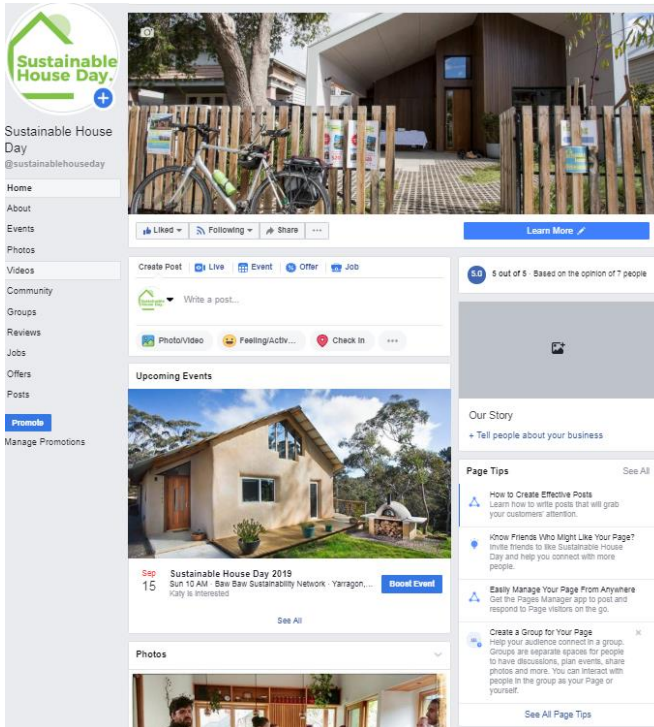 Sustainable
House Day.
Sustainable House
Day
@sustainablehouseday
Home
About
Events
Photos
Videos
Community
Groups
Reviews
Jobs
Offers
Posts
Promote
Manage Promotions
Liked
Following
Share
Learn More
Create Post
Live
Event
Offer
Job
Sustainable
House Day.
Write a post...
Photo/Video
Feeling/Activ...
Check In
Upcoming Events
Sep
15
Sustainable House Day 2019
Sun 10 AM · Baw Baw Sustainability Network · Yarragon,...
Katy is interested
Boost Event
See All
Photos
5.0
5 out of 5 · Based on the opinion of 7 people
Our Story
+ Tell people about your business
Page Tips
See All
How to Create Effective Posts
Learn how to write posts that will grab
your customers' attention.
Know Friends Who Might Like Your Page?
Invite friends to like Sustainable House
Day and help you connect with more
people.
Easily Manage Your Page From Anywhere
Get the Pages Manager app to post and
respond to Page visitors on the go.
Create a Group for Your Page
Help your audience connect in a group.
Groups are separate spaces for people
to have discussions, plan events, share
photos and more. You can interact with
people in the group as your Page or
yourself.
See All Page Tips